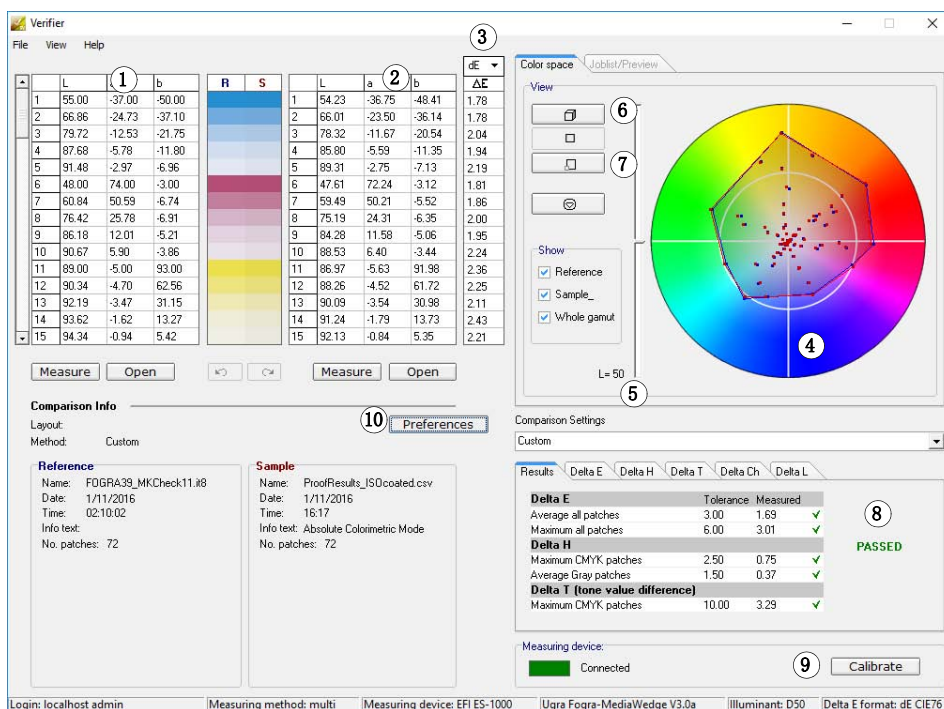 Verifier
File View Help
3
dE
1 2
L b R S L a b ΔE
1 55.00 -37.00 -50.00 1 54.23 -36.75 -48.41 1.78
2 66.86 -24.73 -37.10 2 66.01 -23.50 -36.14 1.78
3 79.72 -12.53 -21.75 3 78.32 -11.67 -20.54 2.04
4 87.68 -5.78 -11.80 4 85.80 -5.59 -11.35 1.94
5 91.48 -2.97 -6.96 5 89.31 -2.75 -7.13 2.19
6 48.00 74.00 -3.00 6 47.61 72.24 -3.12 1.81
7 60.84 50.59 -6.74 7 59.49 50.21 -5.52 1.86
8 76.42 25.78 -6.91 8 75.19 24.31 -6.35 2.00
9 86.18 12.01 -5.21 9 84.28 11.58 -5.06 1.95
10 90.67 5.90 -3.86 10 88.53 6.40 -3.44 2.24
11 89.00 -5.00 93.00 11 86.97 -5.63 91.98 2.36
12 90.34 -4.70 62.56 12 88.26 -4.52 61.72 2.25
13 92.19 -3.47 31.15 13 90.09 -3.54 30.98 2.11
14 93.62 -1.62 13.27 14 91.24 -1.79 13.73 2.43
15 94.34 -0.94 5.42 15 92.13 -0.84 5.35 2.21
Measure Open Measure Open
Comparison Info
10 Preferences
Layout:
Method: Custom
Reference
Name: FOGRA39_MKCheck11.it8
Date: 1/11/2016
Time: 02:10:02
Info text:
No. patches: 72
Sample
Name: ProofResults_ISOcoated.csv
Date: 1/11/2016
Time: 16:17
Info text: Absolute Colorimetric Mode
No. patches: 72
Color space Joblist/Preview
View
6
7
Show
Reference
Sample_
Whole gamut
4
L= 50
5
Comparison Settings
Custom
Results Delta E Delta H Delta T Delta Ch Delta L
Delta E Tolerance Measured
Average all patches 3.00 1.69
Maximum all patches 6.00 3.01
Delta H
Maximum CMYK patches 2.50 0.75
Average Gray patches 1.50 0.37
Delta T (tone value difference)
Maximum CMYK patches 10.00 3.29
8
PASSED
Measuring device:
Connected
9 Calibrate
Login: localhost admin Measuring method: multi Measuring device: EFI ES-1000 Ugra Fogra-MediaWedge V3.0a Illuminant: D50 Delta E format: dE CIE76